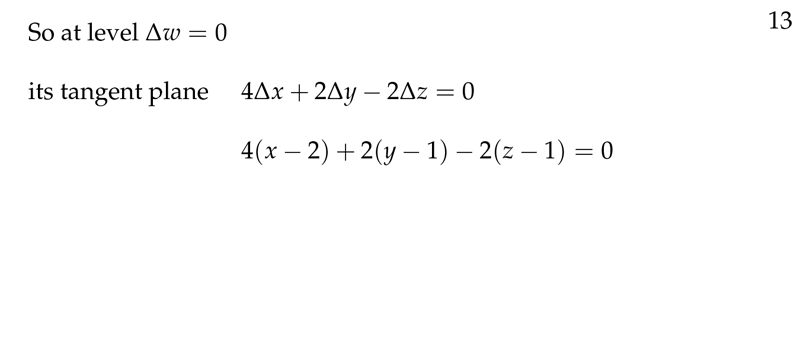 13
So at level Δw = 0
its tangent plane 4Δx + 2Δy − 2Δz = 0
4(x − 2) + 2(y − 1) − 2(z − 1) = 0